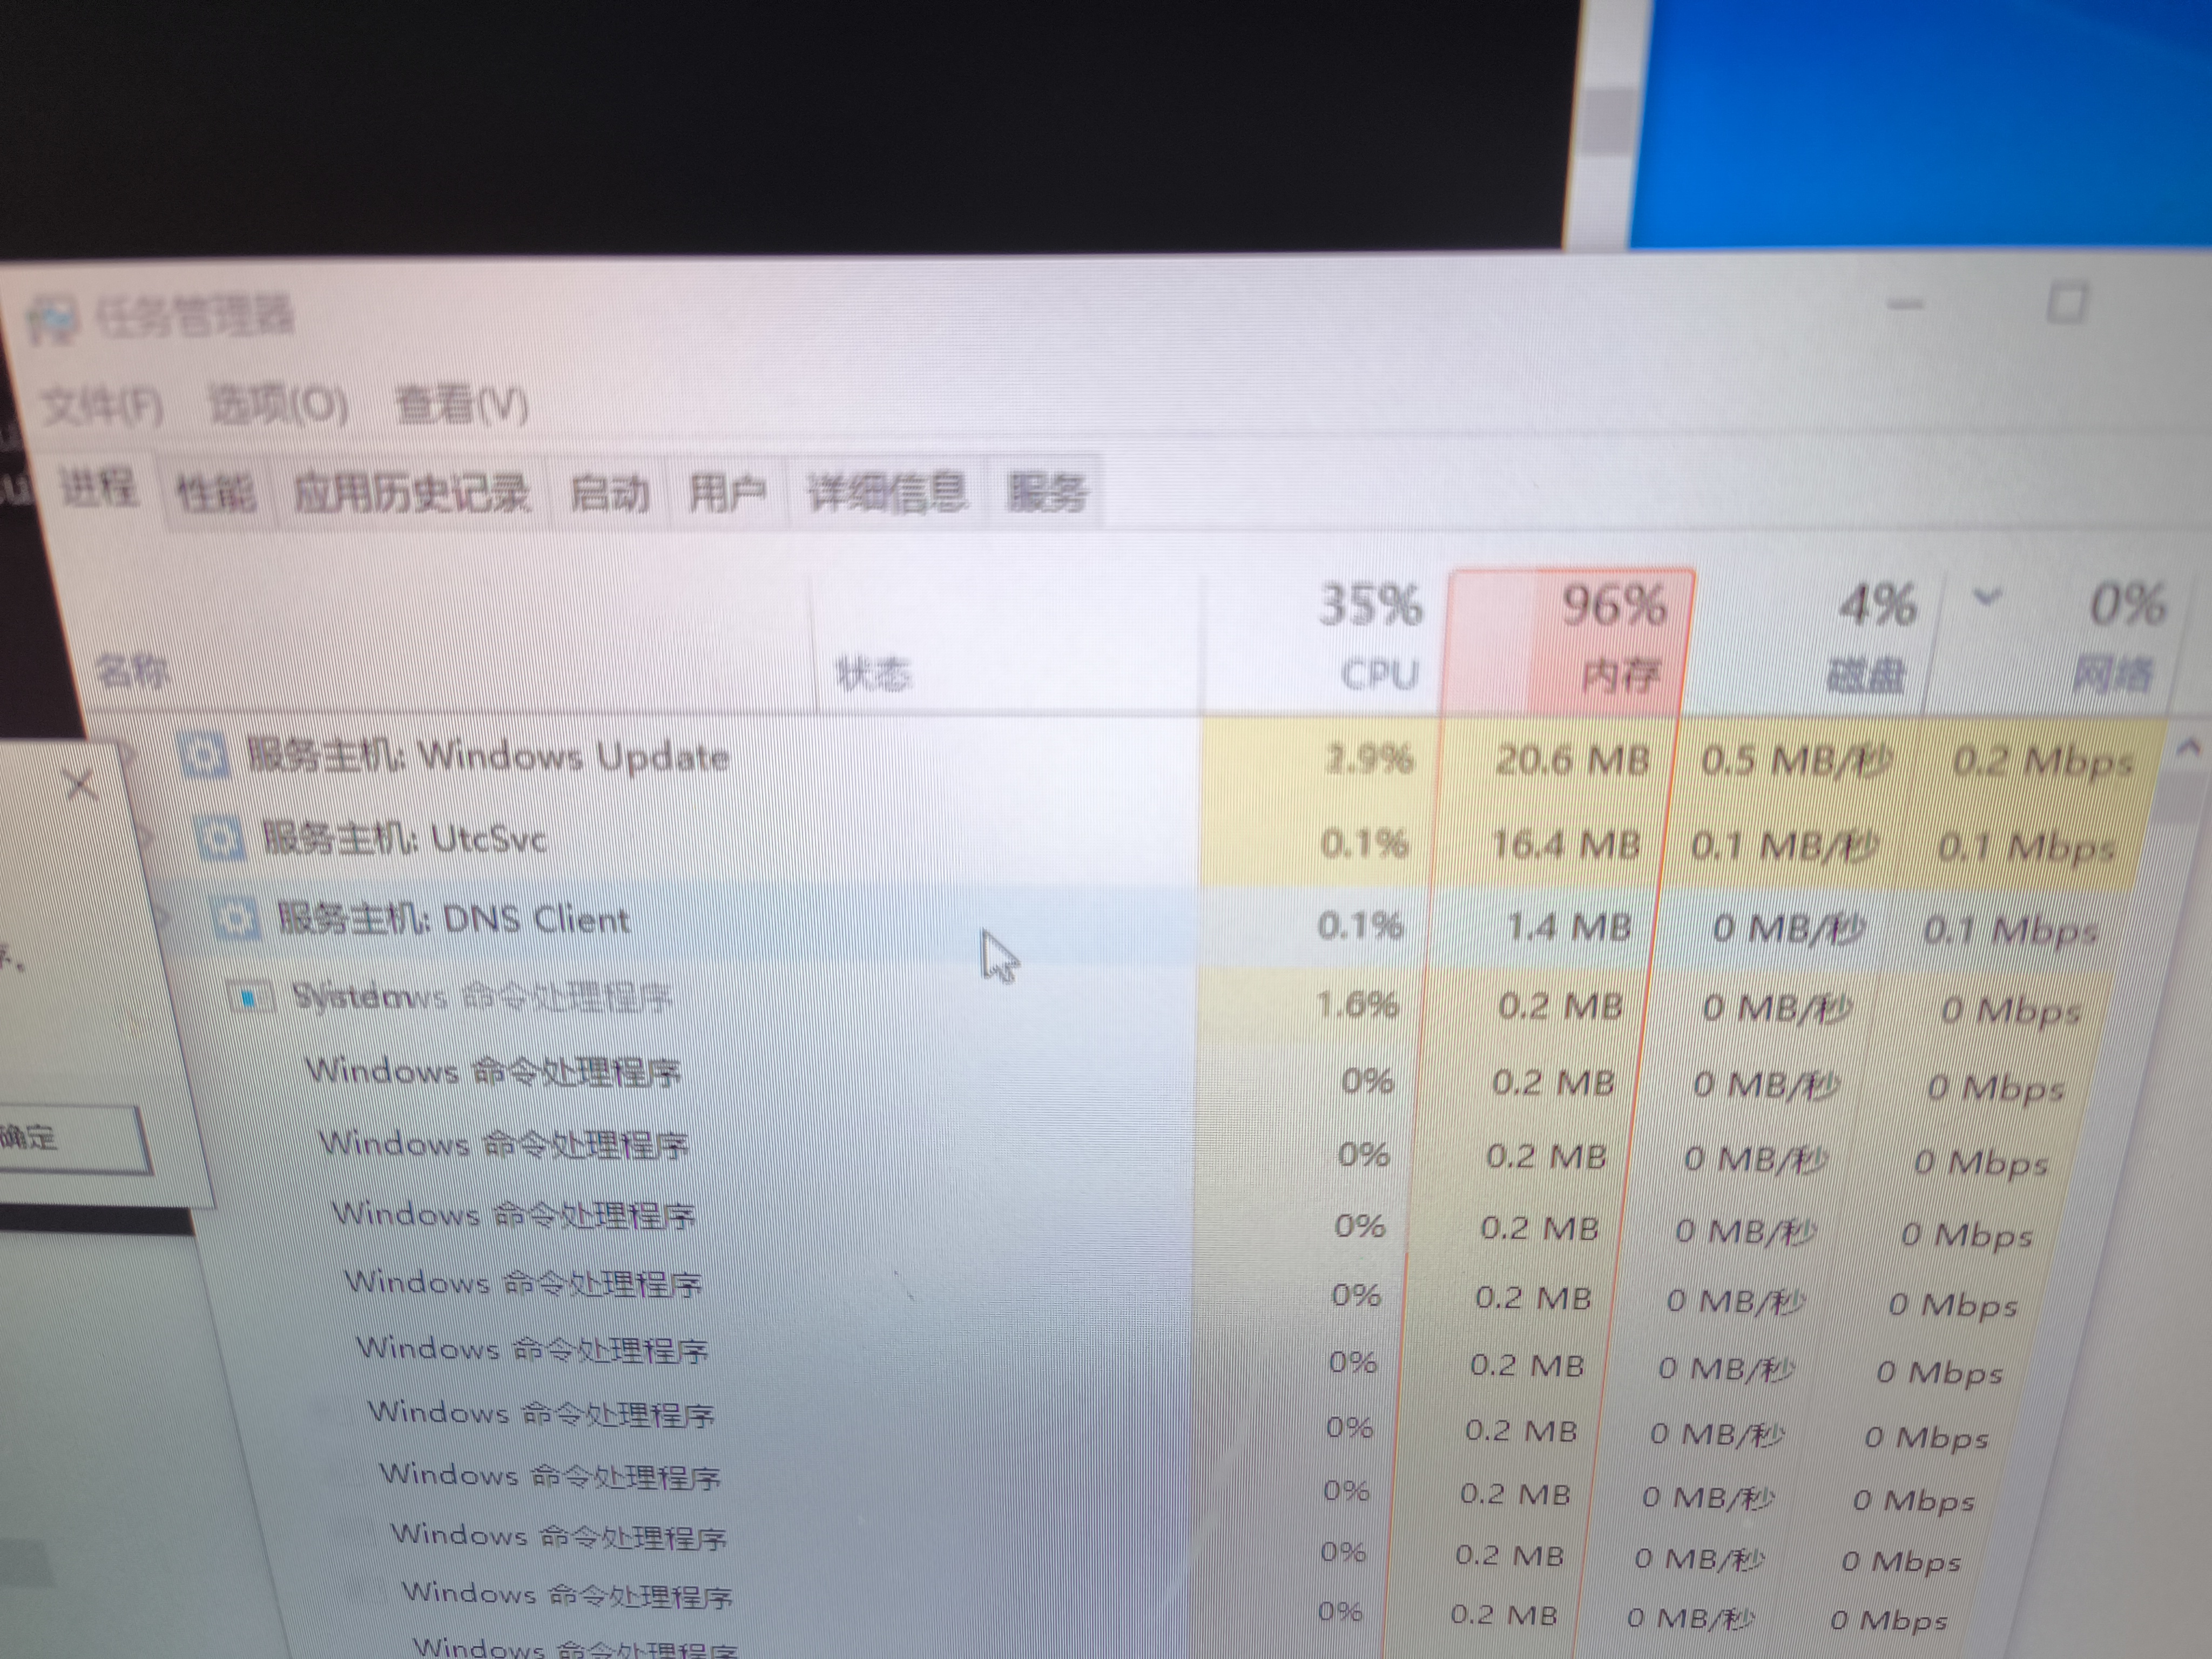 任务管理器
文件(F) 选项(O) 查看(V)
进程 性能 应用历史记录 启动 用户 详细信息 服务
35% 96% 4% 0%
名称 状态 CPU 内存 磁盘 网络
服务主机: Windows Update 2.9% 20.6 MB 0.5 MB/秒 0.2 Mbps
服务主机: UtcSvc 0.1% 16.4 MB 0.1 MB/秒 0.1 Mbps
服务主机: DNS Client 0.1% 1.4 MB 0 MB/秒 0.1 Mbps
命令处理程序 1.6% 0.2 MB 0 MB/秒 0 Mbps
Windows 命令处理程序 0% 0.2 MB 0 MB/秒 0 Mbps
Windows 命令处理程序 0% 0.2 MB 0 MB/秒 0 Mbps
Windows 命令处理程序 0% 0.2 MB 0 MB/秒 0 Mbps
Windows 命令处理程序 0% 0.2 MB 0 MB/秒 0 Mbps
Windows 命令处理程序 0% 0.2 MB 0 MB/秒 0 Mbps
Windows 命令处理程序 0% 0.2 MB 0 MB/秒 0 Mbps
Windows 命令处理程序 0% 0.2 MB 0 MB/秒 0 Mbps
Windows 命令处理程序 0% 0.2 MB 0 MB/秒 0 Mbps
Windows 命令处理程序 0% 0.2 MB 0 MB/秒 0 Mbps
Windows 命令处理程序
确定